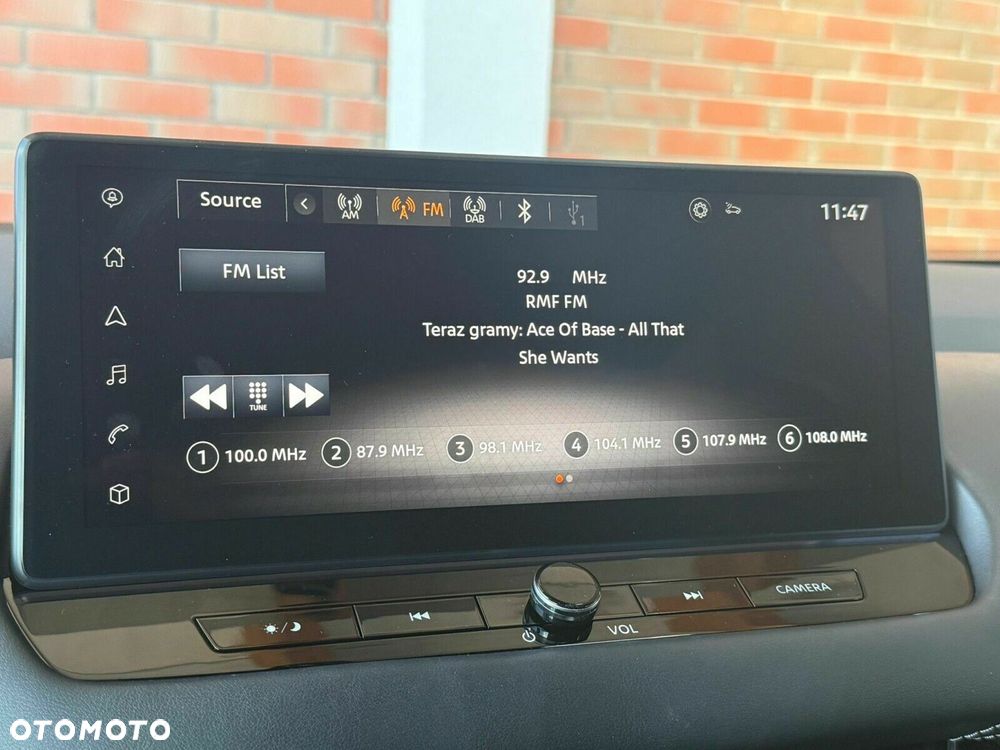 Source
AM
FM
DAB
1
11:47
FM List
92.9 MHz
RMF FM
Teraz gramy: Ace Of Base - All That
She Wants
TUNE
1 100.0 MHz 2 87.9 MHz 3 98.1 MHz 4 104.1 MHz 5 107.9 MHz 6 108.0 MHz
CAMERA
VOL
OTOMOTO